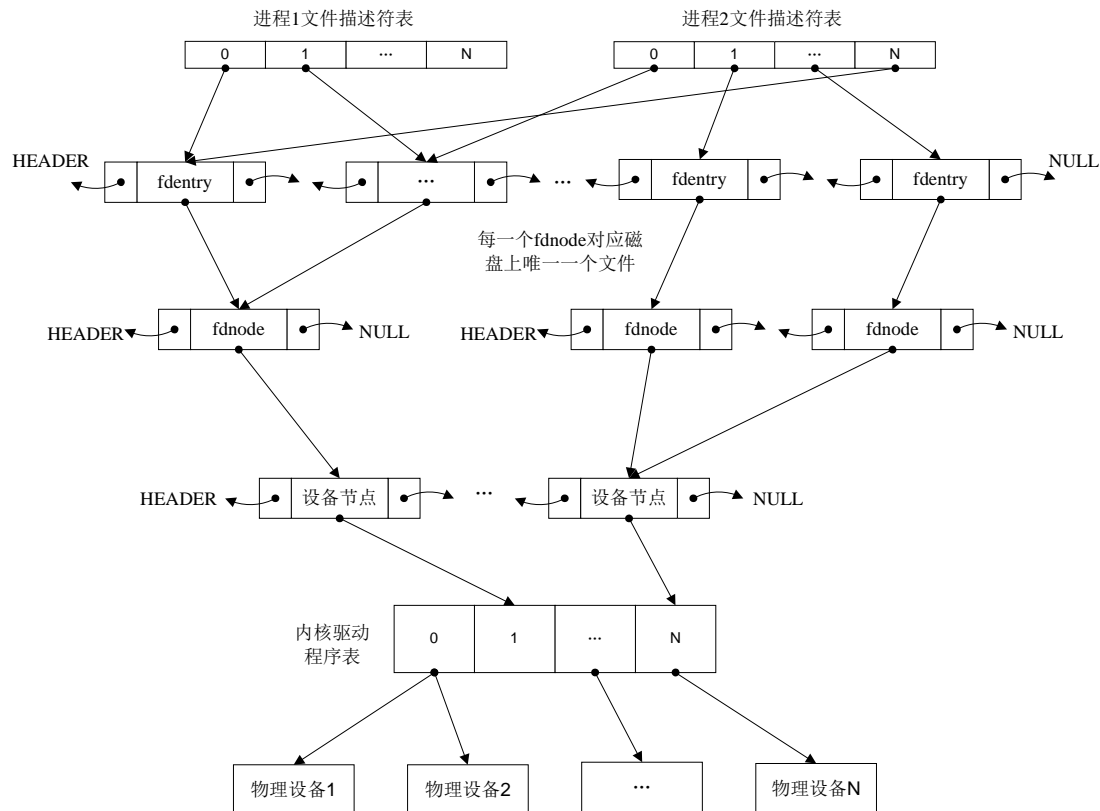 进程1文件描述符表
进程2文件描述符表
0 1 ... N
0 1 ... N
HEADER
fdentry
...
...
fdentry
fdentry
NULL
每一个fdnode对应磁
盘上唯一一个文件
HEADER
fdnode
NULL
HEADER
fdnode
fdnode
NULL
HEADER
设备节点
...
设备节点
NULL
内核驱动
程序表
0 1 ... N
物理设备1
物理设备2
...
物理设备N